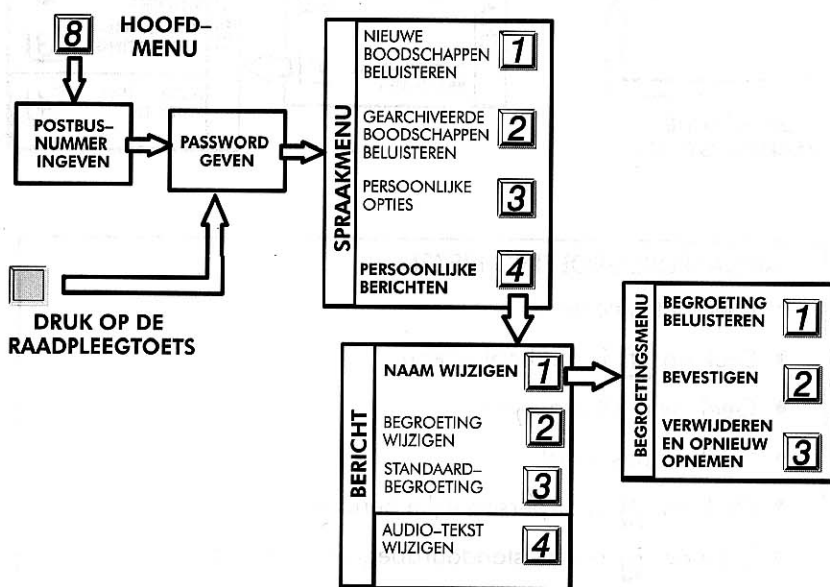 8 HOOFD–
MENU
POSTBUS–
NUMMER
INGEVEN
PASSWORD
GEVEN
DRUK OP DE
RAADPLEEGTOETS
SPRAAKMENU
NIEUWE
BOODSCHAPPEN
BELUISTEREN
1
GEARCHIVEERDE
BOODSCHAPPEN
BELUISTEREN
2
PERSOONLIJKE
OPTIES
3
PERSOONLIJKE
BERICHTEN
4
BERICHT
NAAM WIJZIGEN 1
BEGROETING
WIJZIGEN
2
STANDAARD–
BEGROETING
3
AUDIO–TEKST
WIJZIGEN
4
BEGROETINGSMENU
BEGROETING
BELUISTEREN
1
BEVESTIGEN 2
VERWIJDEREN
EN OPNIEUW
OPNEMEN
3